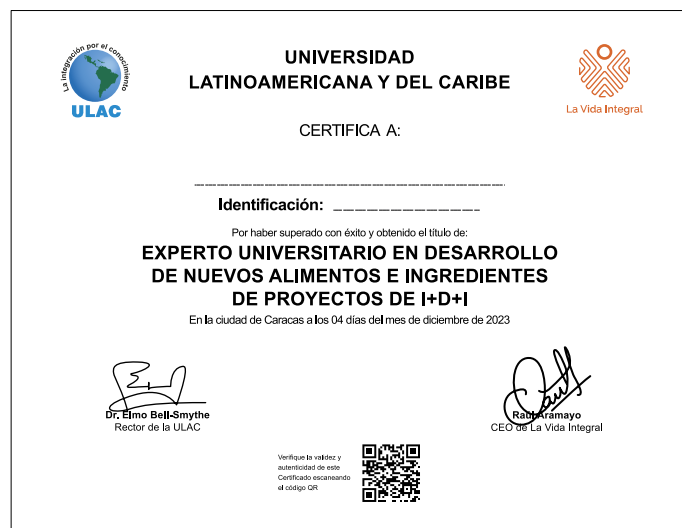 La integración por el conocimiento
ULAC
UNIVERSIDAD
LATINOAMERICANA Y DEL CARIBE
La Vida Integral
CERTIFICA A:
Identificación:
Por haber superado con éxito y obtenido el título de:
EXPERTO UNIVERSITARIO EN DESARROLLO
DE NUEVOS ALIMENTOS E INGREDIENTES
DE PROYECTOS DE I+D+I
En la ciudad de Caracas a los 04 días del mes de diciembre de 2023
Dr. Elmo Bell-Smythe
Rector de la ULAC
Raúl Aramayo
CEO de La Vida Integral
Verifique la validez y
autenticidad de este
Certificado escaneando
el código QR